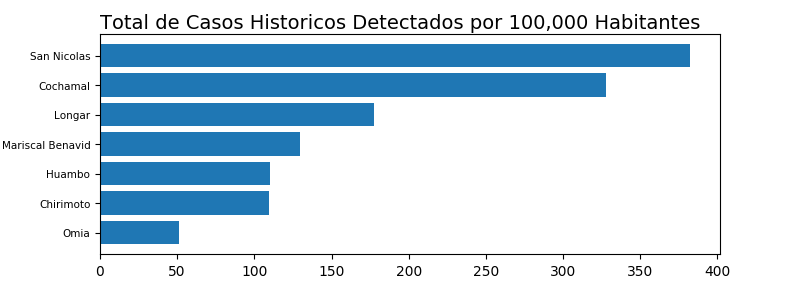 Total de Casos Historicos Detectados por 100,000 Habitantes
San Nicolas
Cochamal
Longar
Mariscal Benavid
Huambo
Chirimoto
Omia
0 50 100 150 200 250 300 350 400